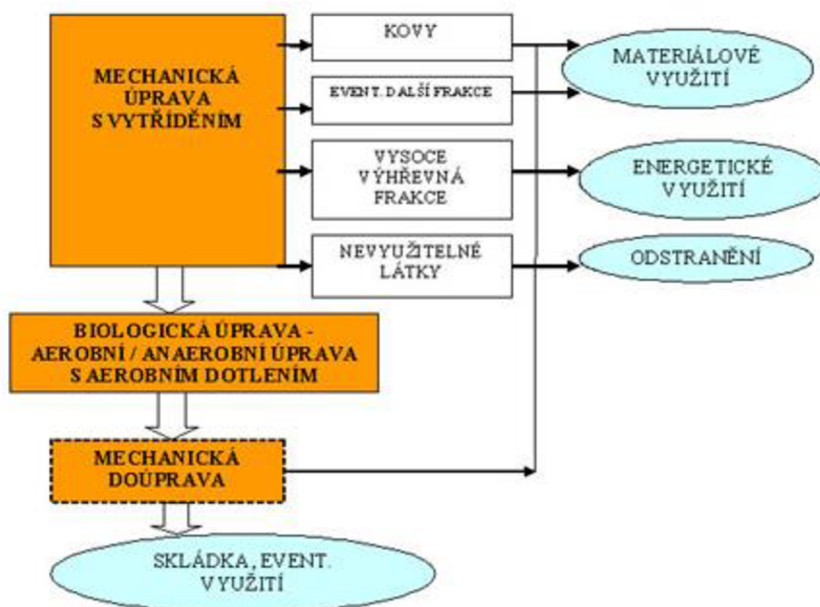 MECHANICKÁ
ÚPRAVA
S VYTŘÍDĚNÍM
KOVY
EVENT. DALŠÍ FRAKCE
VYSOCE
VÝHŘEVNÁ
FRAKCE
NEVYUŽITELNÉ
LÁTKY
MATERIÁLOVÉ
VYUŽITÍ
ENERGETICKÉ
VYUŽITÍ
ODSTRANĚNÍ
BIOLOGICKÁ ÚPRAVA -
AEROBNÍ / ANAEROBNÍ ÚPRAVA
S AEROBNÍM DOTLENÍM
MECHANICKÁ
DOÚPRAVA
SKLÁDKA, EVENT.
VYUŽITÍ